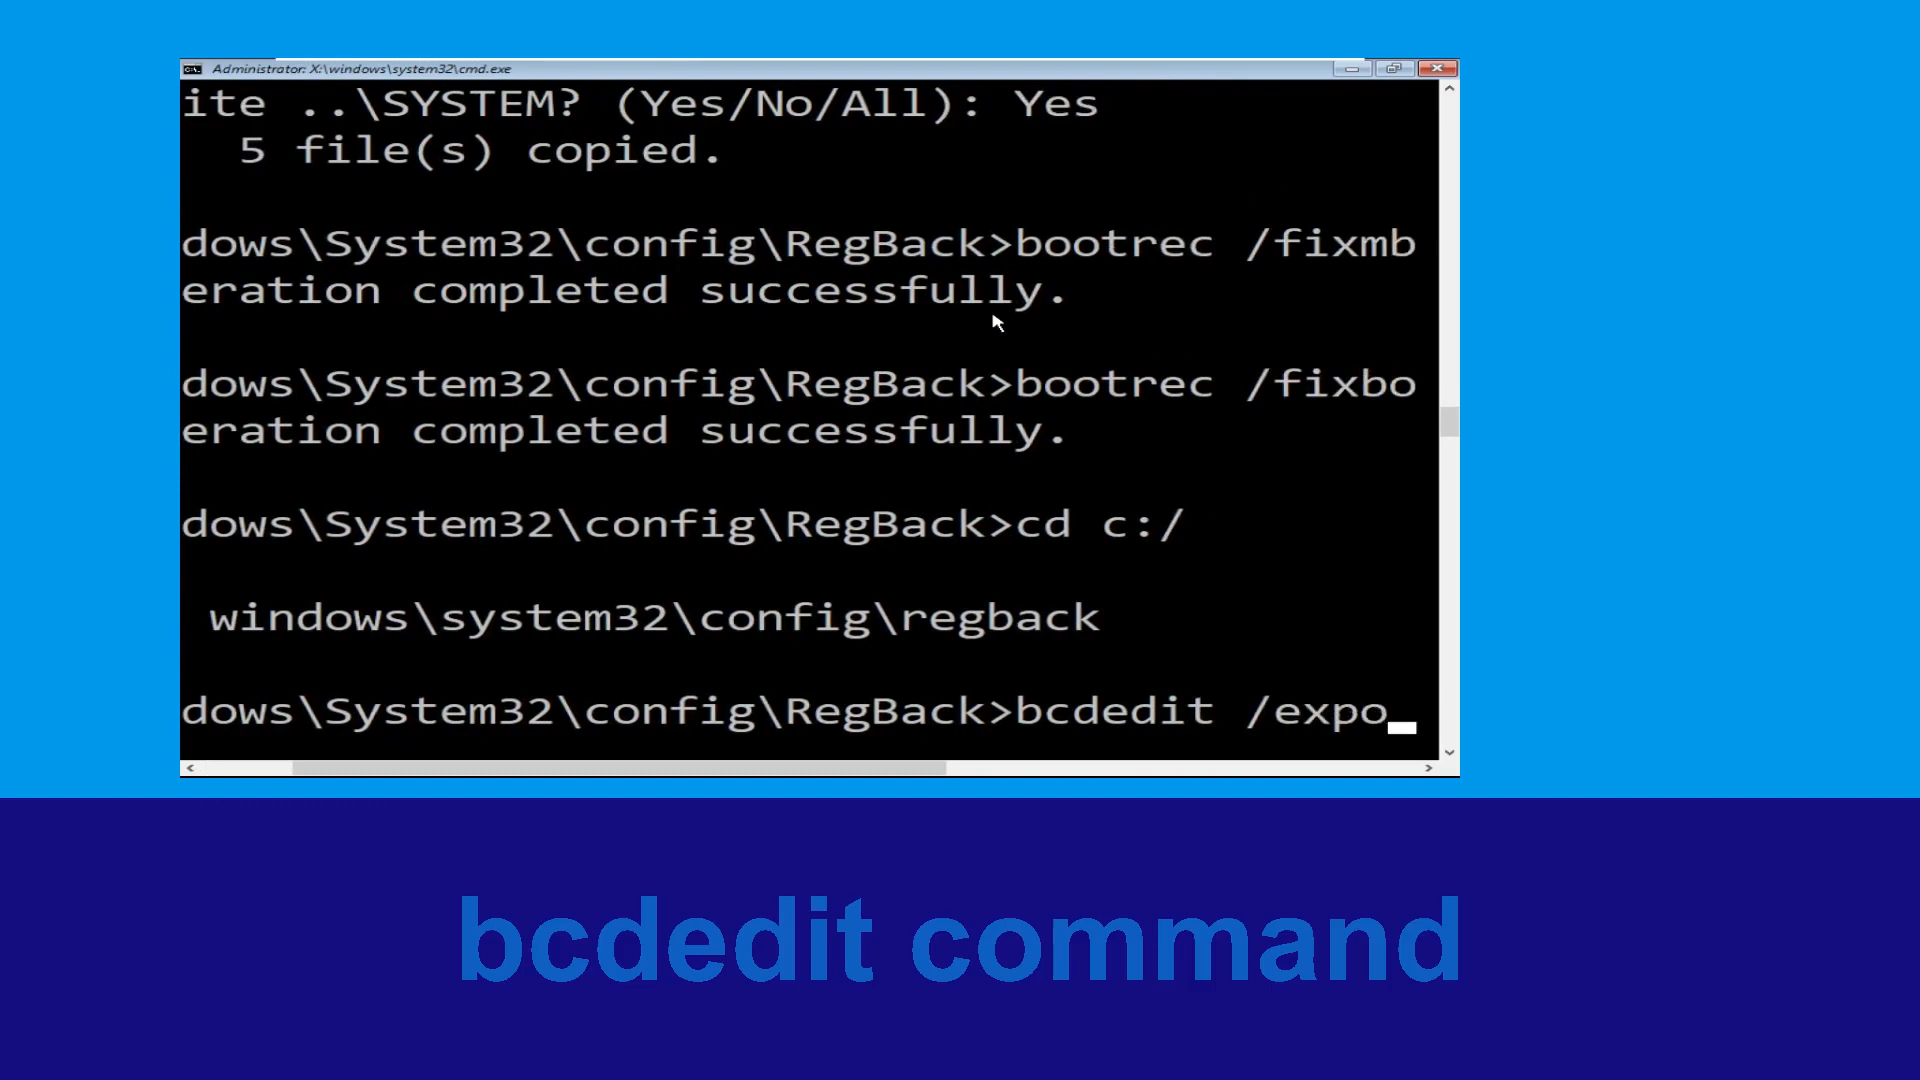 Administrator: X:\windows\system32\cmd.exe
ite ..\SYSTEM? (Yes/No/All): Yes
5 file(s) copied.
dows\System32\config\RegBack>bootrec /fixmb
eration completed successfully.
dows\System32\config\RegBack>bootrec /fixbo
eration completed successfully.
dows\System32\config\RegBack>cd c:/
windows\system32\config\regback
dows\System32\config\RegBack>bcdedit /expo
bcdedit command